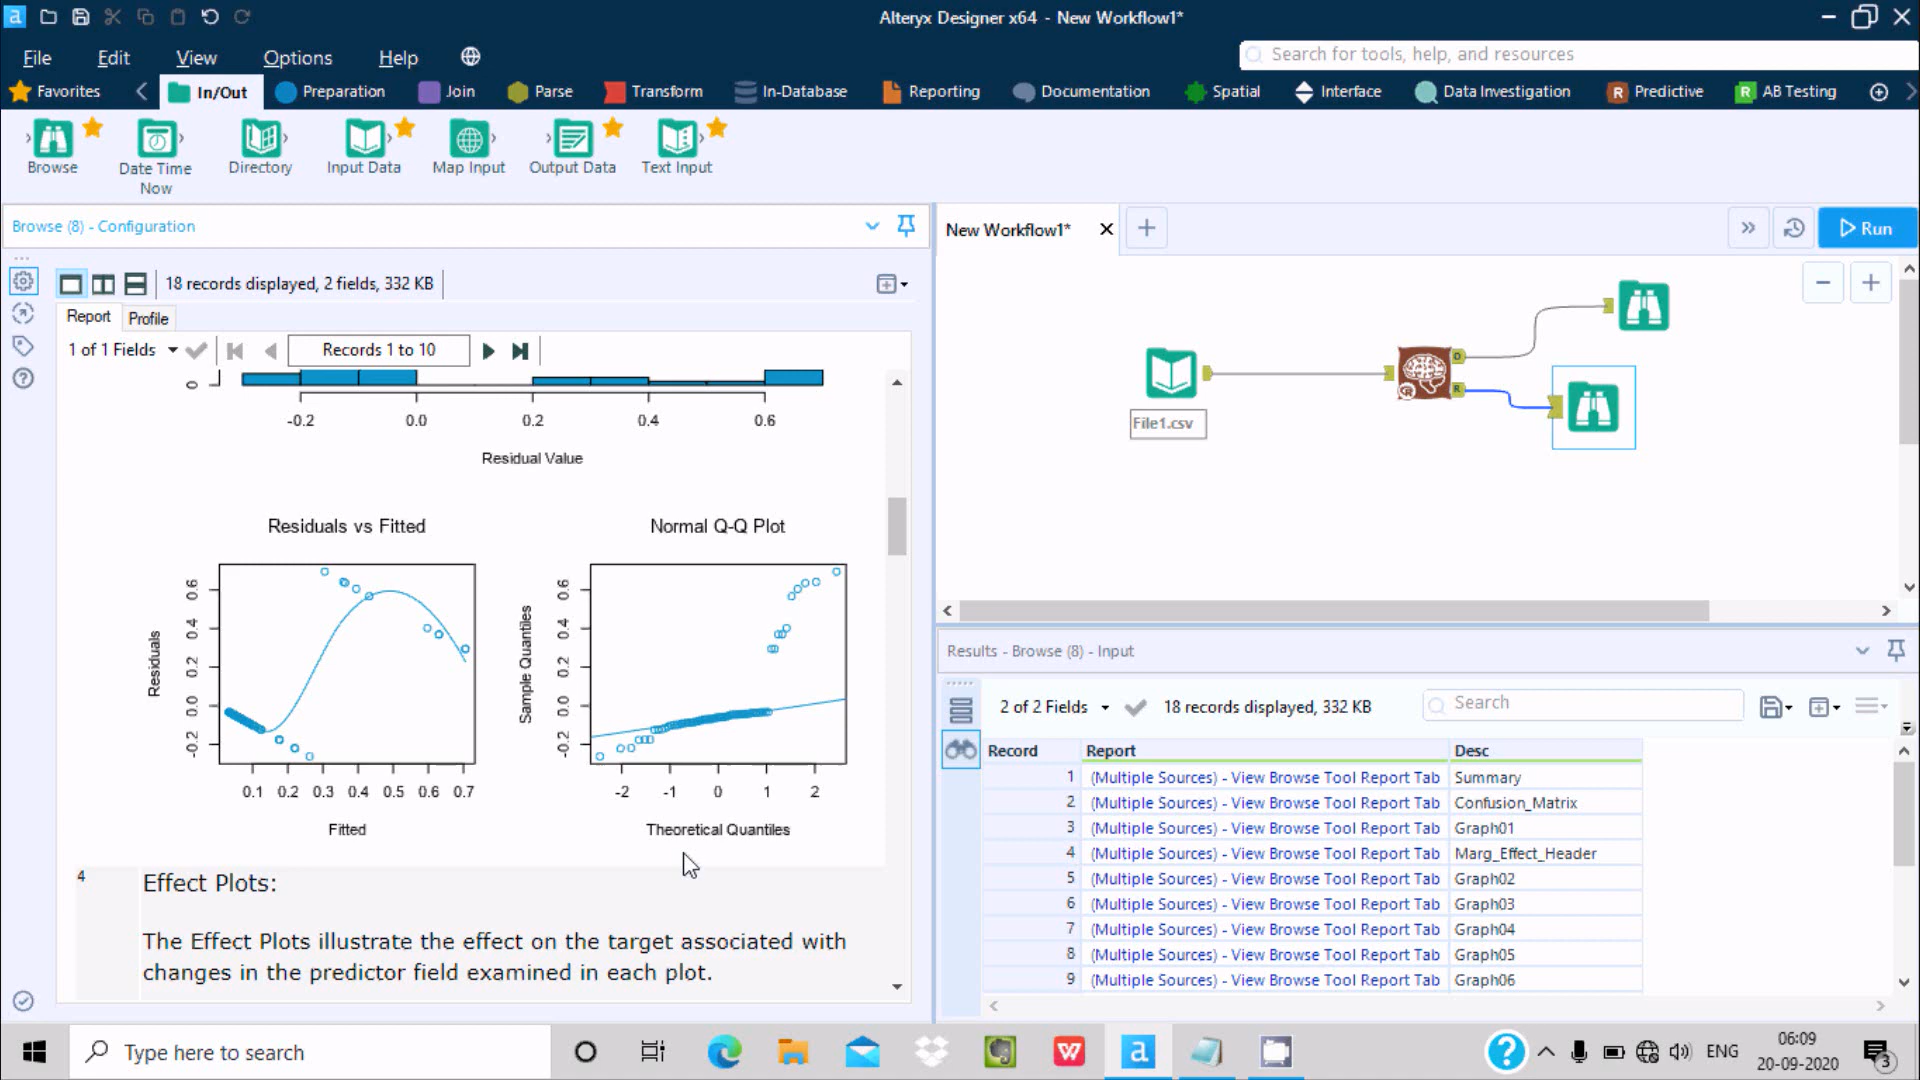 Alteryx Designer x64 - New Workflow1*
File Edit View Options Help
Search for tools, help, and resources
Favorites In/Out Preparation Join Parse Transform In-Database Reporting Documentation Spatial Interface Data Investigation Predictive AB Testing
Browse Date Time Now Directory Input Data Map Input Output Data Text Input
Browse (8) - Configuration
18 records displayed, 2 fields, 332 KB
Report Profile
1 of 1 Fields Records 1 to 10
0
-0.2 0.0 0.2 0.4 0.6
Residual Value
Residuals vs Fitted
Residuals
-0.2 0.0 0.2 0.4 0.6
0.1 0.2 0.3 0.4 0.5 0.6 0.7
Fitted
Normal Q-Q Plot
Sample Quantiles
-0.2 0.0 0.2 0.4 0.6
-2 -1 0 1 2
Theoretical Quantiles
4
Effect Plots:
The Effect Plots illustrate the effect on the target associated with
changes in the predictor field examined in each plot.
New Workflow1*
Run
File1.csv
D
R
Results - Browse (8) - Input
2 of 2 Fields 18 records displayed, 332 KB Search
Record Report Desc
1 (Multiple Sources) - View Browse Tool Report Tab Summary
2 (Multiple Sources) - View Browse Tool Report Tab Confusion_Matrix
3 (Multiple Sources) - View Browse Tool Report Tab Graph01
4 (Multiple Sources) - View Browse Tool Report Tab Marg_Effect_Header
5 (Multiple Sources) - View Browse Tool Report Tab Graph02
6 (Multiple Sources) - View Browse Tool Report Tab Graph03
7 (Multiple Sources) - View Browse Tool Report Tab Graph04
8 (Multiple Sources) - View Browse Tool Report Tab Graph05
9 (Multiple Sources) - View Browse Tool Report Tab Graph06
Type here to search
ENG
06:09
20-09-2020
3